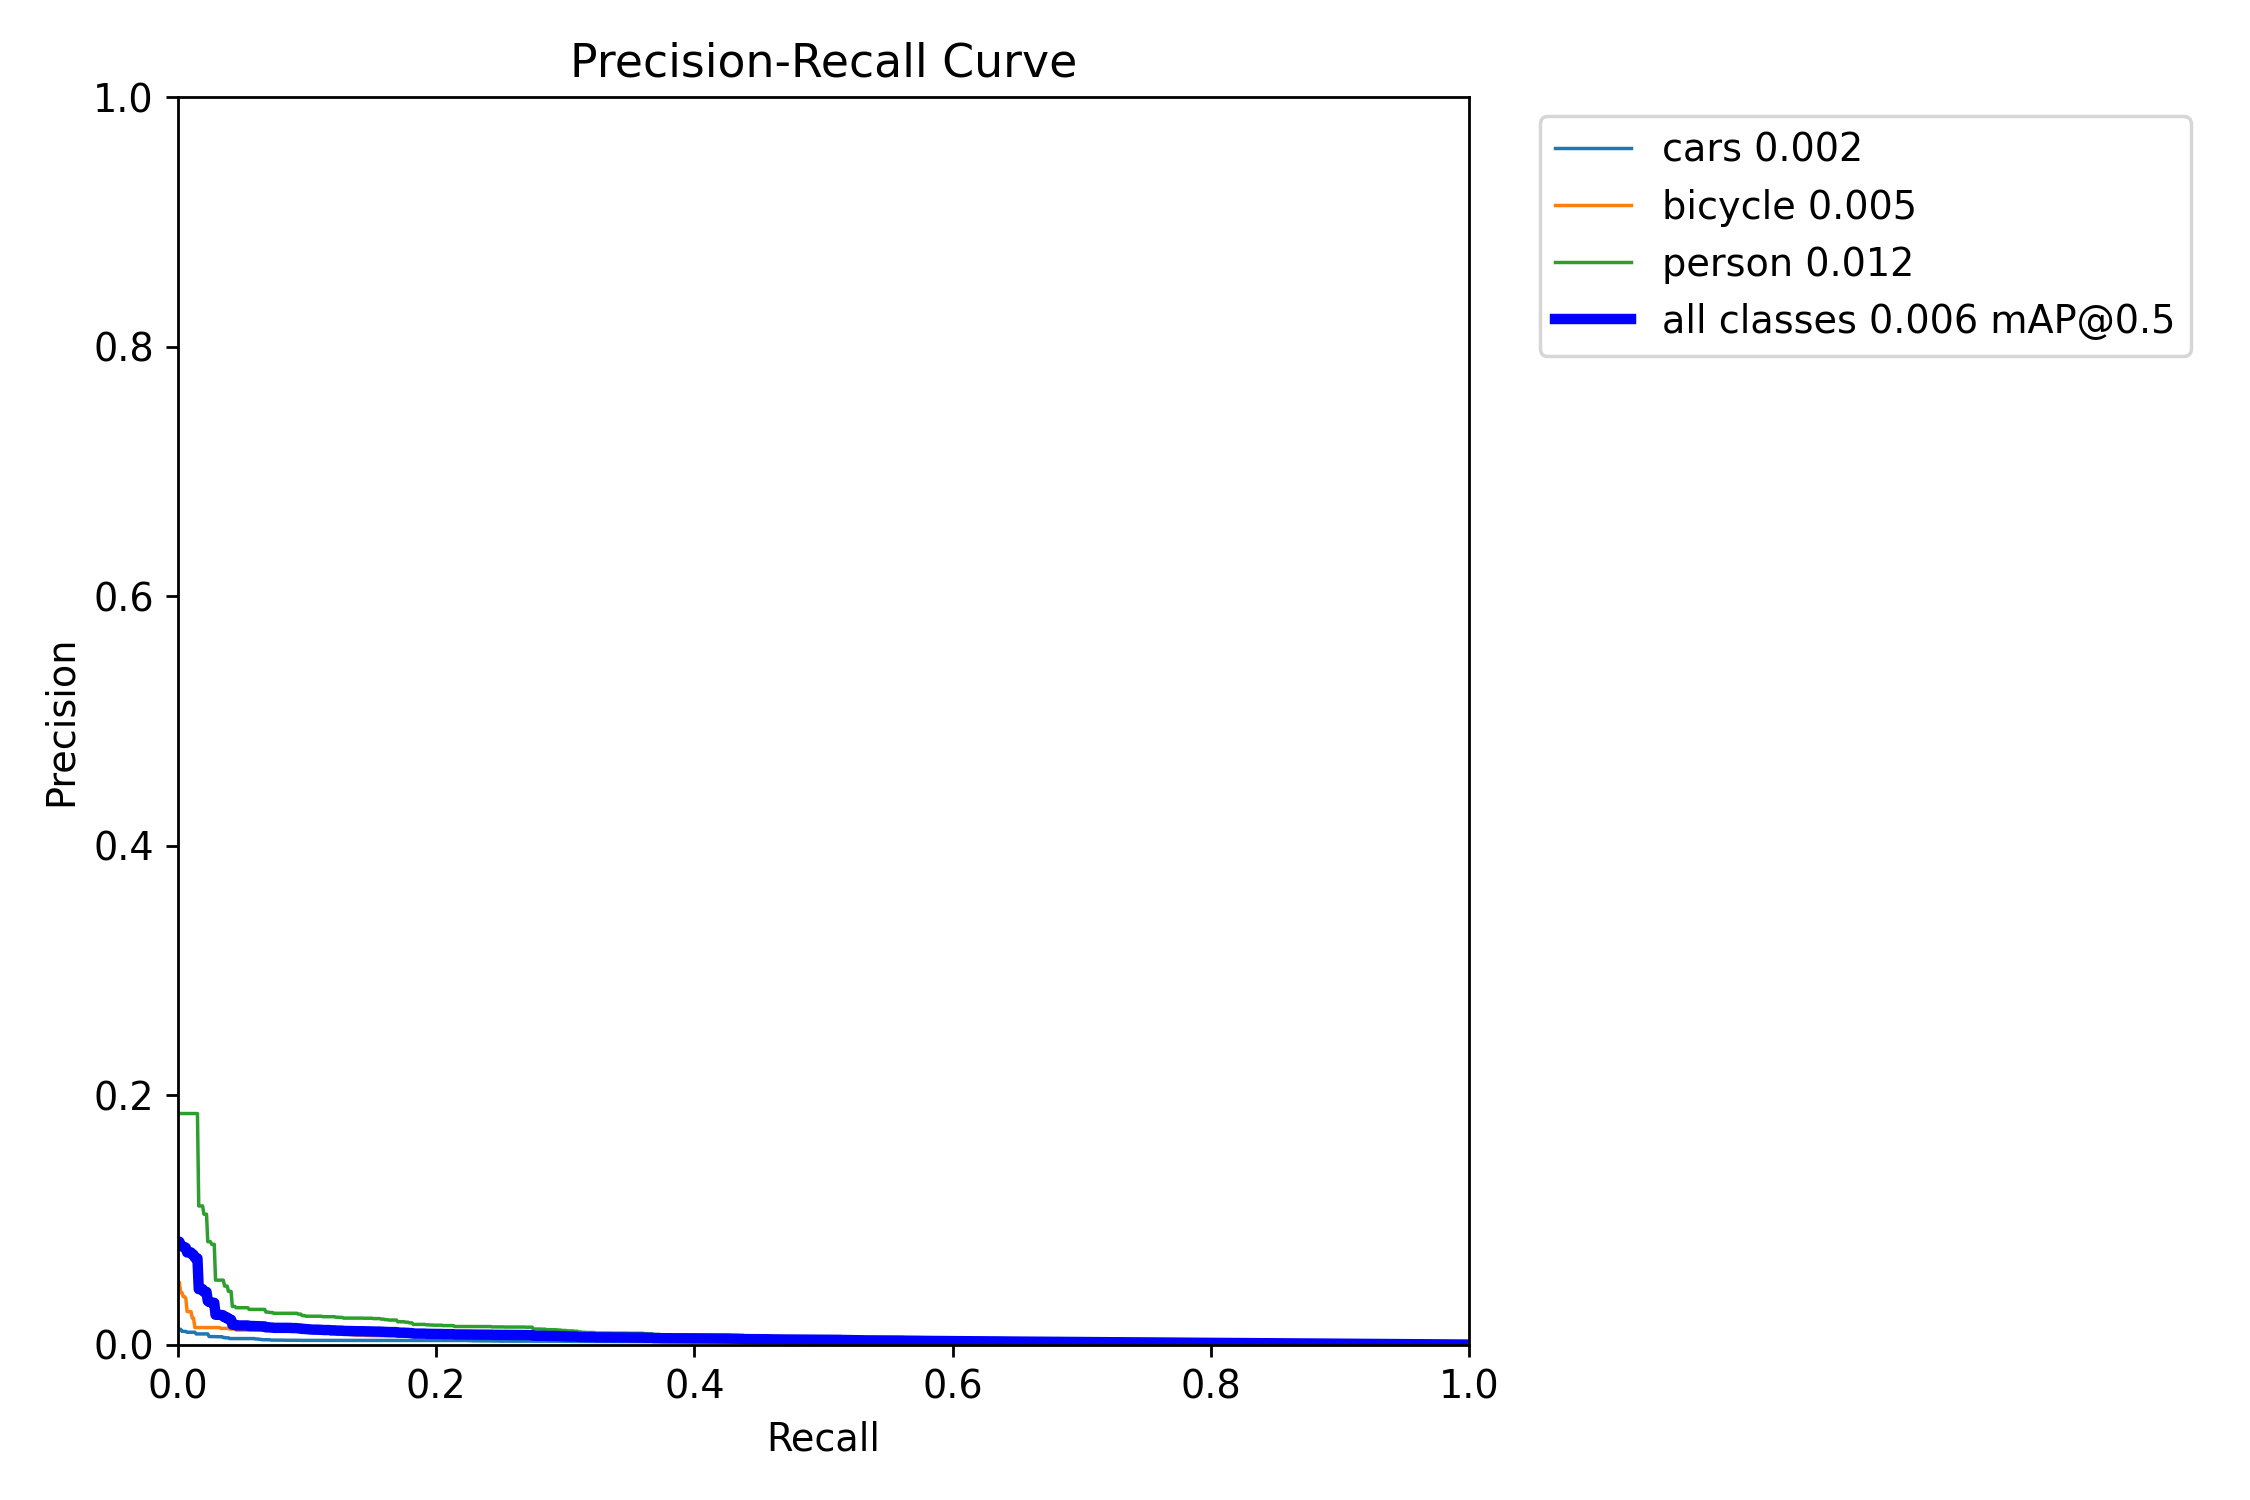 Precision-Recall Curve
1.0
0.8
0.6
0.4
0.2
0.0
Precision
0.0 0.2 0.4 0.6 0.8 1.0
Recall
cars 0.002
bicycle 0.005
person 0.012
all classes 0.006 mAP@0.5